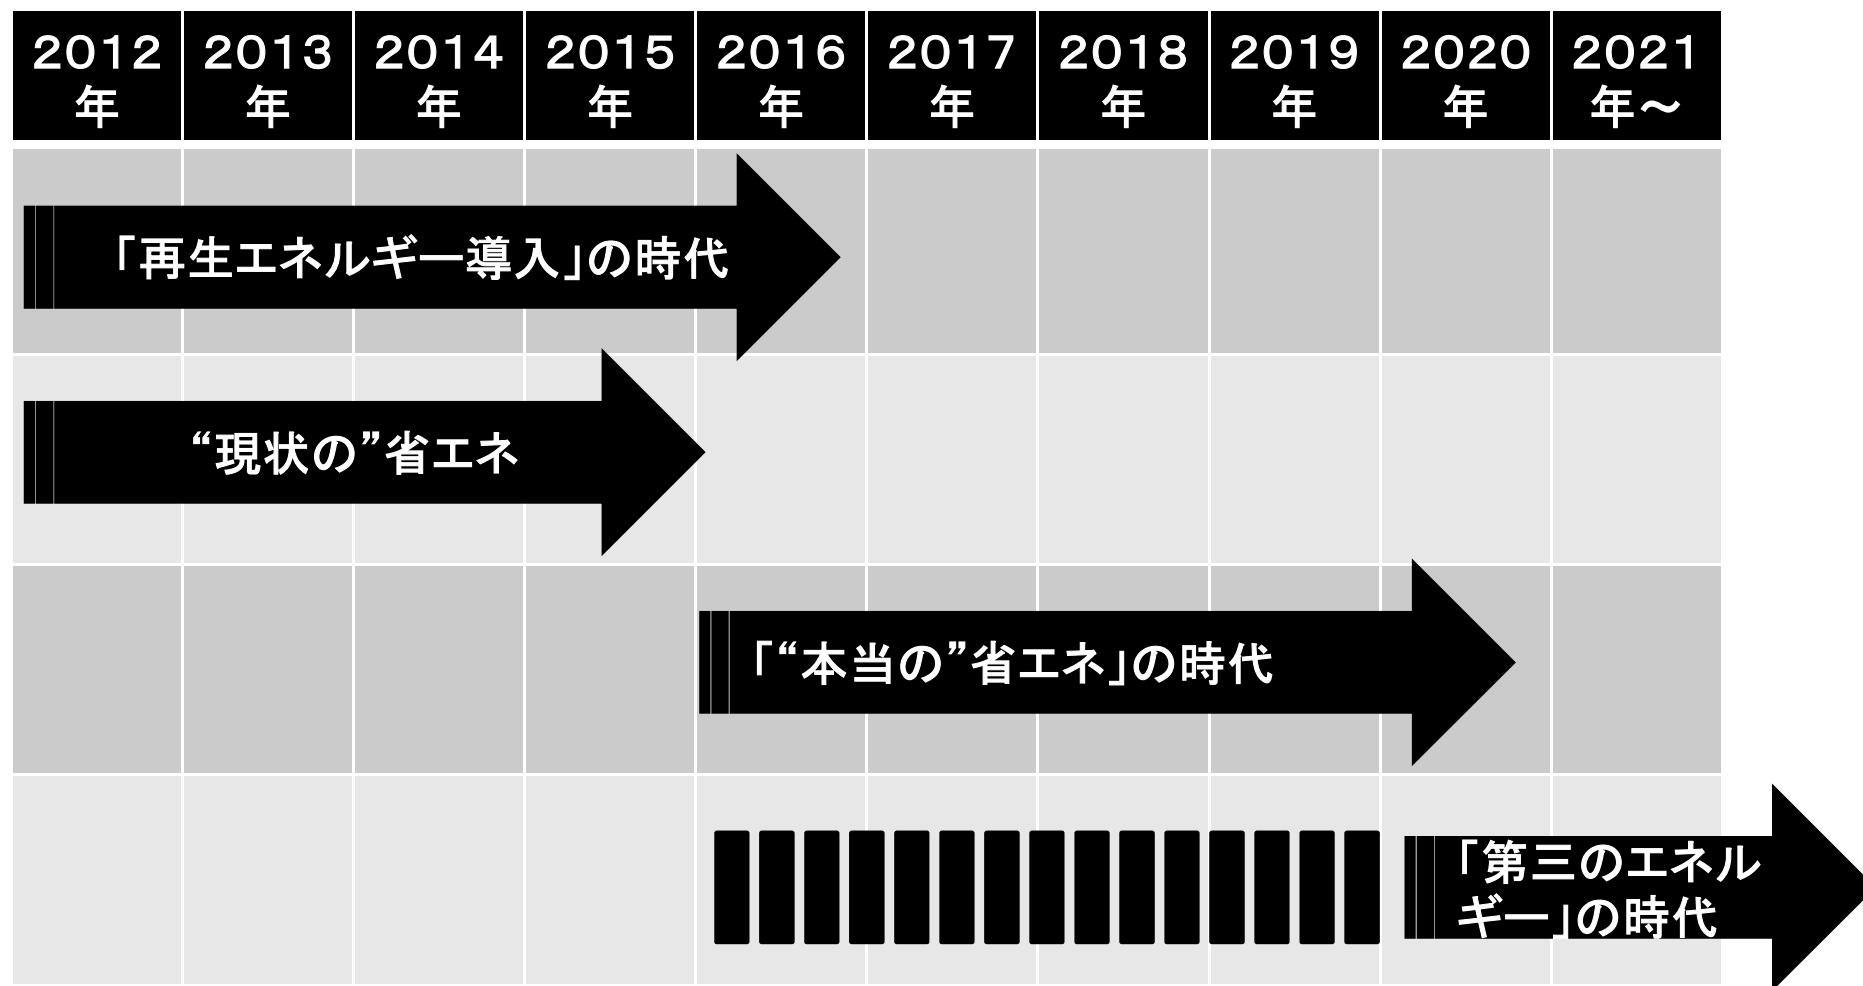 2012
年
2013
年
2014
年
2015
年
2016
年
2017
年
2018
年
2019
年
2020
年
2021
年～
「再生エネルギー導入」の時代
“現状の”省エネ
「“本当の”省エネ」の時代
「第三のエネル
ギー」の時代